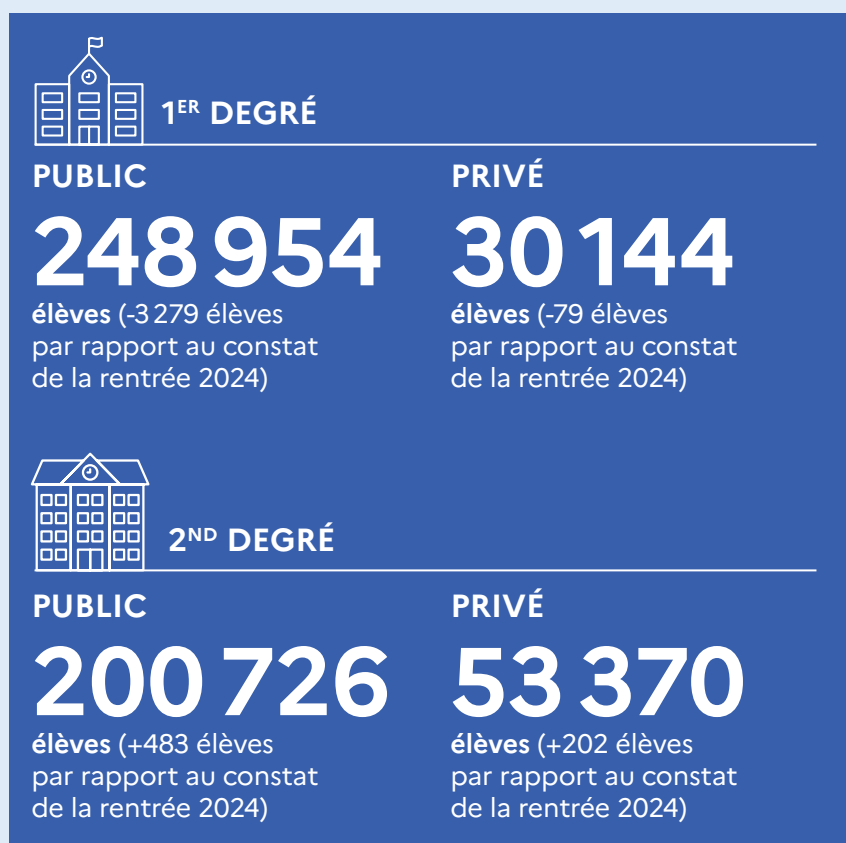 1ER DEGRÉ
PUBLIC
248 954
élèves (-3 279 élèves
par rapport au constat
de la rentrée 2024)
PRIVÉ
30 144
élèves (-79 élèves
par rapport au constat
de la rentrée 2024)
2ND DEGRÉ
PUBLIC
200 726
élèves (+483 élèves
par rapport au constat
de la rentrée 2024)
PRIVÉ
53 370
élèves (+202 élèves
par rapport au constat
de la rentrée 2024)